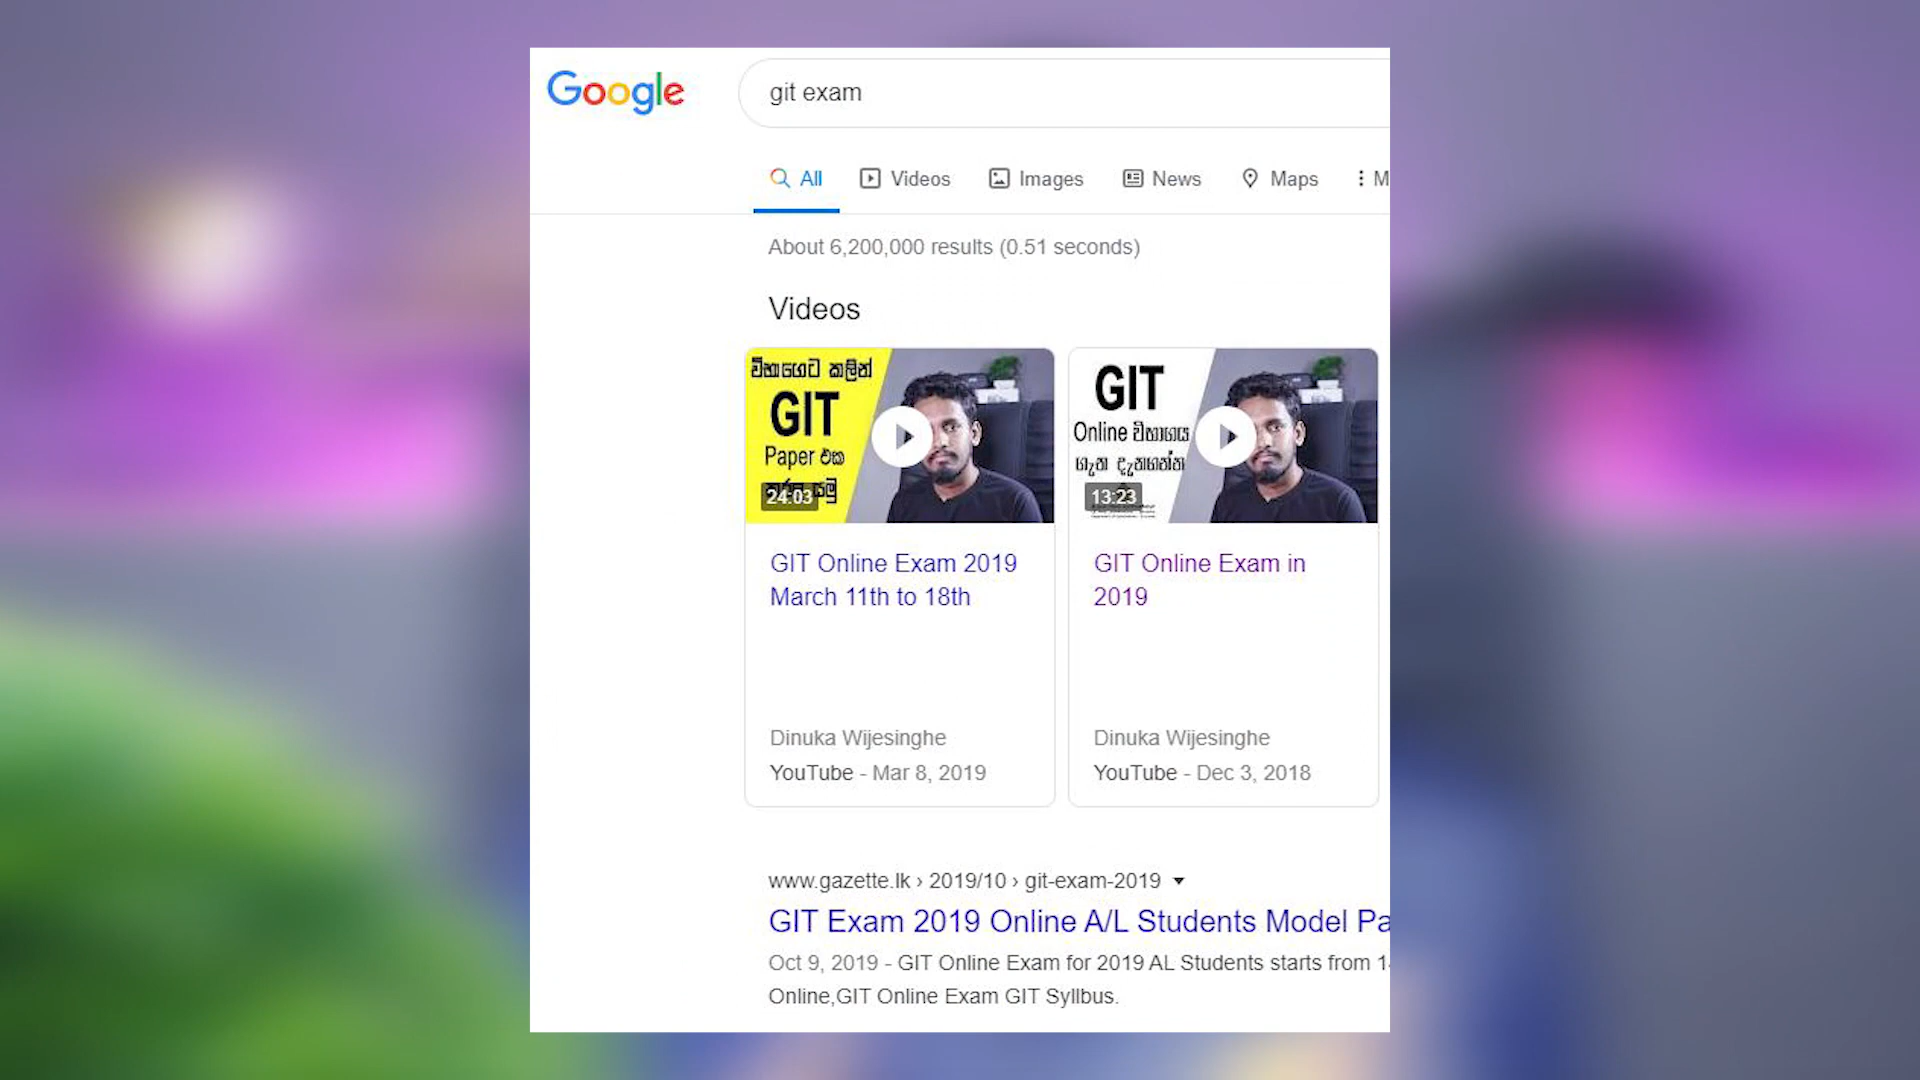 Google
git exam
All
Videos
Images
News
Maps
M
About 6,200,000 results (0.51 seconds)
Videos
විභාගෙට කලින්
GIT
Paper එක
24:03
GIT
Online විභාගය
ගැන දැනගන්න
13:23
GIT Online Exam 2019
March 11th to 18th
GIT Online Exam in
2019
Dinuka Wijesinghe
YouTube - Mar 8, 2019
Dinuka Wijesinghe
YouTube - Dec 3, 2018
www.gazette.lk › 2019/10 › git-exam-2019
GIT Exam 2019 Online A/L Students Model Pa
Oct 9, 2019 - GIT Online Exam for 2019 AL Students starts from 1
Online,GIT Online Exam GIT Syllbus.